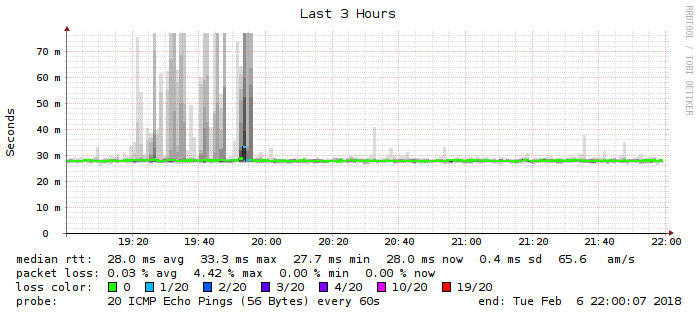 Last 3 Hours
RRDTOOL / TOBI OETIKER
Seconds
70 m
60 m
50 m
40 m
30 m
20 m
10 m
0
19:20 19:40 20:00 20:20 20:40 21:00 21:20 21:40 22:00
median rtt: 28.0 ms avg 33.3 ms max 27.7 ms min 28.0 ms now 0.4 ms sd 65.6 am/s
packet loss: 0.03 % avg 4.42 % max 0.00 % min 0.00 % now
loss color: 0 1/20 2/20 3/20 4/20 10/20 19/20
probe: 20 ICMP Echo Pings (56 Bytes) every 60s end: Tue Feb 6 22:00:07 2018